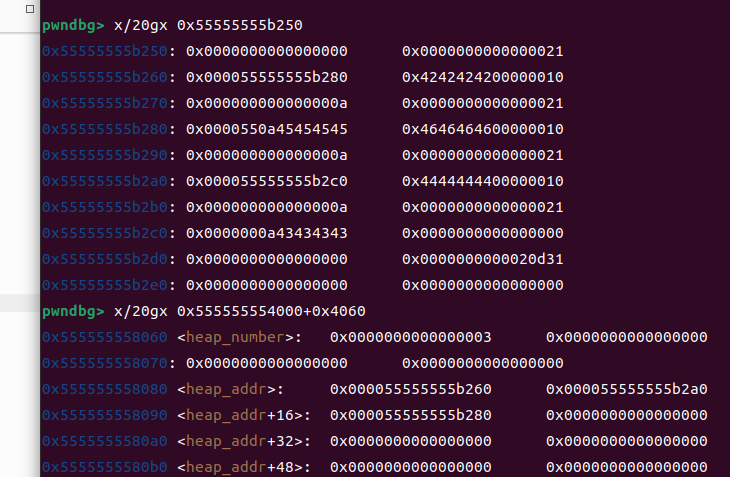 pwndbg> x/20gx 0x55555555b250
0x55555555b250: 0x0000000000000000 0x0000000000000021
0x55555555b260: 0x000055555555b280 0x4242424200000010
0x55555555b270: 0x000000000000000a 0x0000000000000021
0x55555555b280: 0x0000550a45454545 0x4646464600000010
0x55555555b290: 0x000000000000000a 0x0000000000000021
0x55555555b2a0: 0x000055555555b2c0 0x4444444400000010
0x55555555b2b0: 0x000000000000000a 0x0000000000000021
0x55555555b2c0: 0x0000000a43434343 0x0000000000000000
0x55555555b2d0: 0x0000000000000000 0x0000000000020d31
0x55555555b2e0: 0x0000000000000000 0x0000000000000000
pwndbg> x/20gx 0x555555554000+0x4060
0x555555558060 <heap_number>: 0x0000000000000003 0x0000000000000000
0x555555558070: 0x0000000000000000 0x0000000000000000
0x555555558080 <heap_addr>: 0x000055555555b260 0x000055555555b2a0
0x555555558090 <heap_addr+16>: 0x000055555555b280 0x0000000000000000
0x5555555580a0 <heap_addr+32>: 0x0000000000000000 0x0000000000000000
0x5555555580b0 <heap_addr+48>: 0x0000000000000000 0x0000000000000000